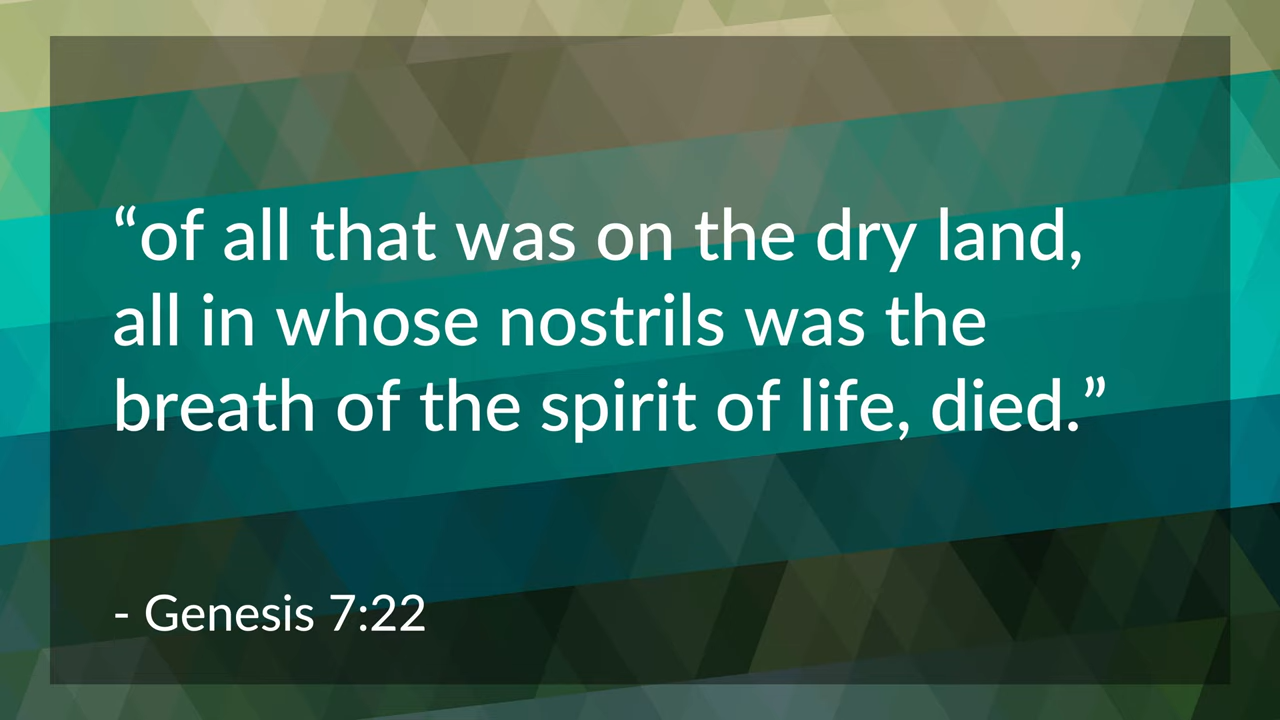 “of all that was on the dry land,
all in whose nostrils was the
breath of the spirit of life, died.”
- Genesis 7:22